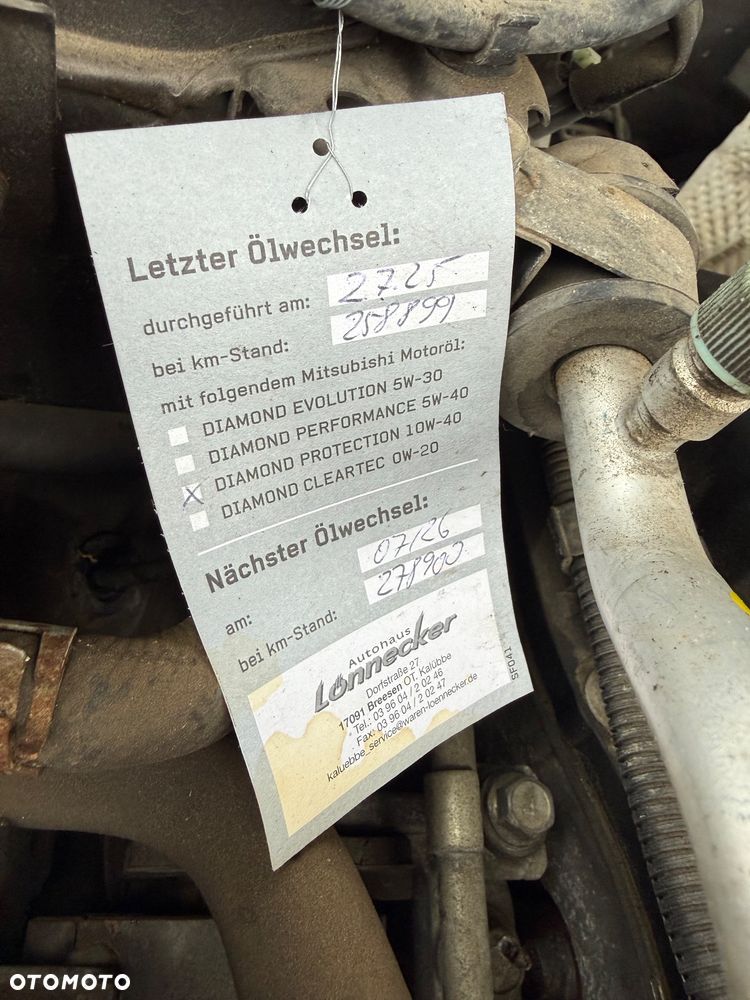 Letzter Ölwechsel:
durchgeführt am: 2.7.25
bei km-Stand: 258899
mit folgendem Mitsubishi Motoröl:
DIAMOND EVOLUTION 5W-30
DIAMOND PERFORMANCE 5W-40
X DIAMOND PROTECTION 10W-40
DIAMOND CLEARTEC 0W-20
Nächster Ölwechsel:
am: 07/26
bei km-Stand: 278900
Autohaus
Lönnecker
Dorfstraße 27
17091 Breesen OT. Kalübbe
Tel.: 03 96 04 / 2 02 46
Fax: 03 96 04 / 2 02 47
kaluebbe_service@waren-loennecker.de
SF041
OTOMOTO